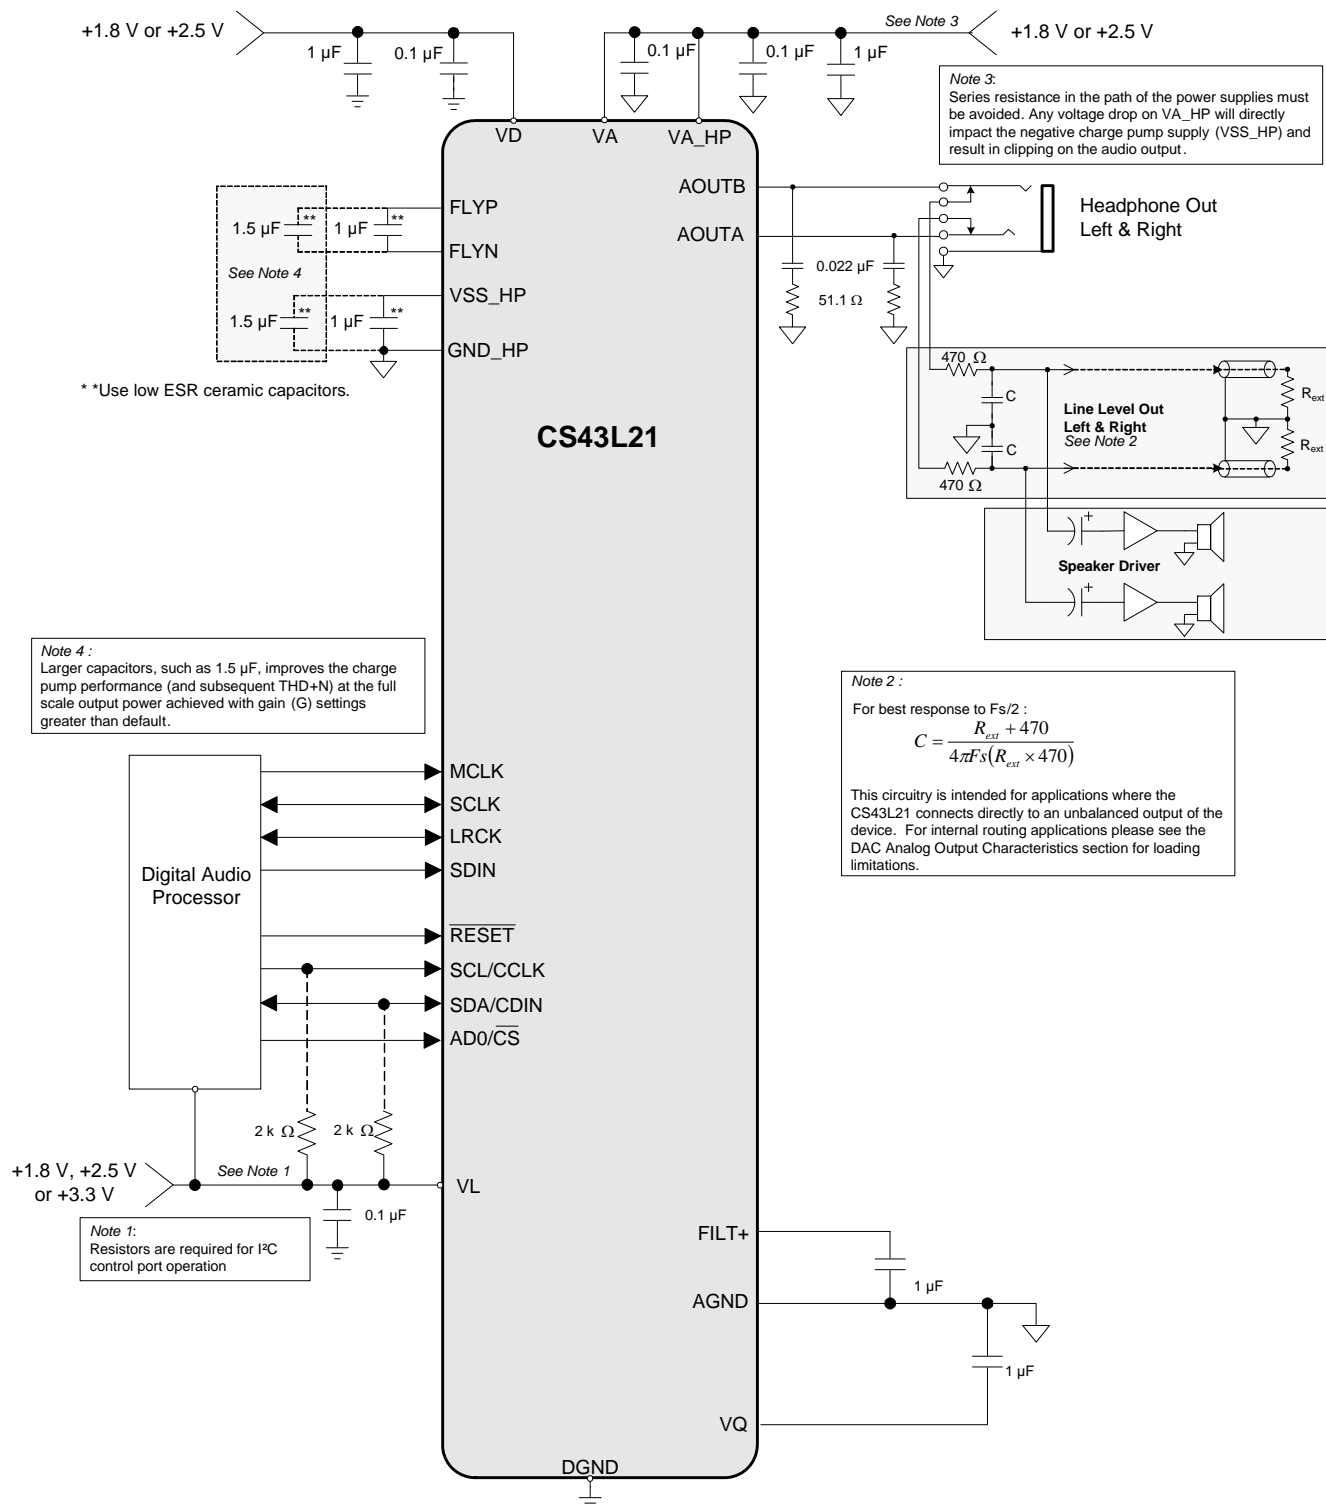 +1.8 V or +2.5 V
1 µF
0.1 µF
0.1 µF
0.1 µF
1 µF
See Note 3
+1.8 V or +2.5 V
Note 3:
Series resistance in the path of the power supplies must
be avoided. Any voltage drop on VA_HP will directly
impact the negative charge pump supply (VSS_HP) and
result in clipping on the audio output.
VD
VA
VA_HP
AOUTB
AOUTA
Headphone Out
Left & Right
0.022 µF
51.1 Ω
FLYP
FLYN
VSS_HP
GND_HP
1.5 µF
**
1 µF
**
See Note 4
1.5 µF
**
1 µF
**
* *Use low ESR ceramic capacitors.
CS43L21
470 Ω
C
C
470 Ω
Line Level Out
Left & Right
See Note 2
Rext
Rext
+
Speaker Driver
+
Note 4 :
Larger capacitors, such as 1.5 µF, improves the charge
pump performance (and subsequent THD+N) at the full
scale output power achieved with gain (G) settings
greater than default.
Note 2 :
For best response to Fs/2 :
C = (Rext + 470) / (4πFs(Rext × 470))
This circuitry is intended for applications where the
CS43L21 connects directly to an unbalanced output of the
device. For internal routing applications please see the
DAC Analog Output Characteristics section for loading
limitations.
Digital Audio
Processor
MCLK
SCLK
LRCK
SDIN
RESET
SCL/CCLK
SDA/CDIN
AD0/CS
2 k Ω
2 k Ω
+1.8 V, +2.5 V
or +3.3 V
See Note 1
VL
0.1 µF
Note 1:
Resistors are required for I²C
control port operation
FILT+
1 µF
AGND
1 µF
VQ
DGND